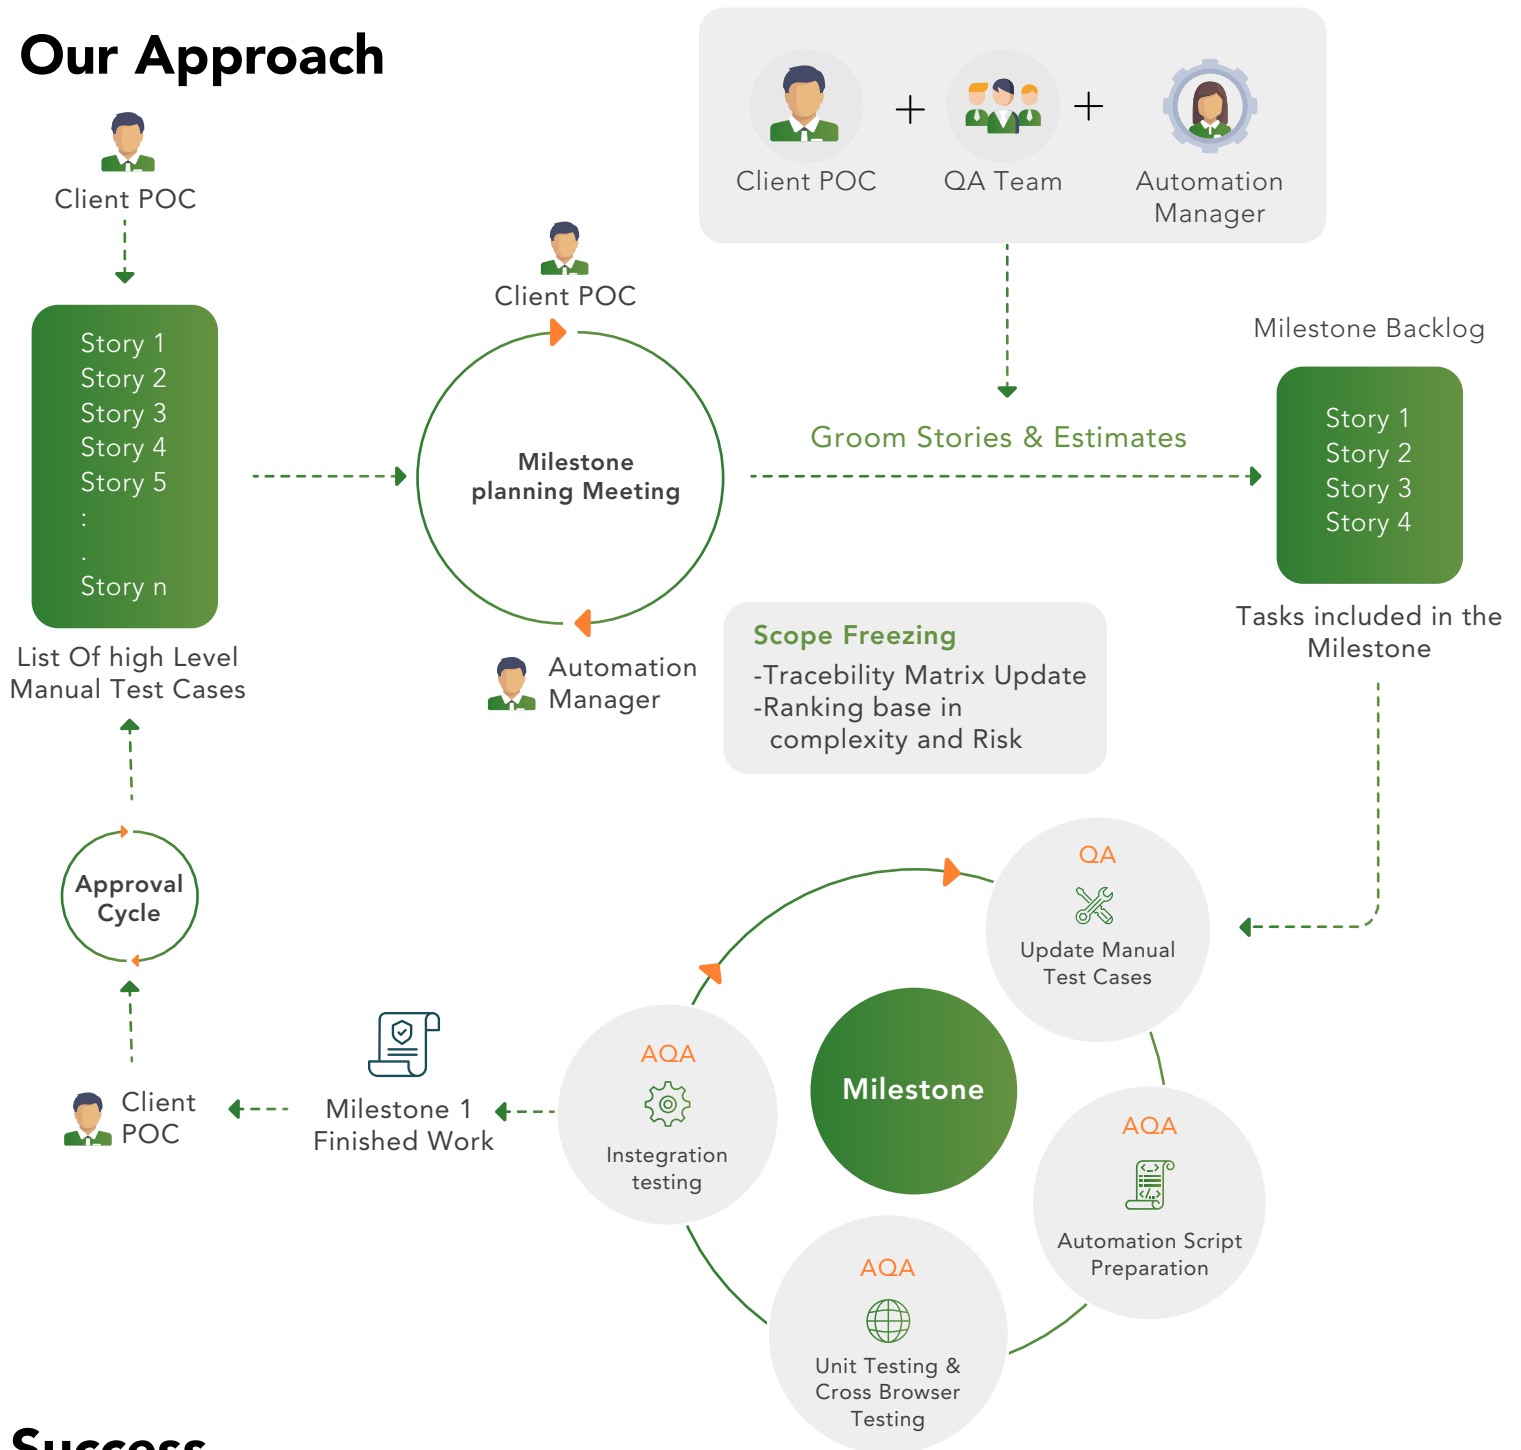 Our Approach
Client POC
Story 1
Story 2
Story 3
Story 4
Story 5
:
.
Story n
List Of high Level
Manual Test Cases
Client POC
Milestone
planning Meeting
Automation
Manager
Client POC
+
QA Team
+
Automation
Manager
Groom Stories & Estimates
Milestone Backlog
Story 1
Story 2
Story 3
Story 4
Tasks included in the
Milestone
Scope Freezing
-Tracebility Matrix Update
-Ranking base in
complexity and Risk
QA
Update Manual
Test Cases
AQA
Automation Script
Preparation
AQA
Unit Testing &
Cross Browser
Testing
AQA
Instegration
testing
Milestone
Milestone 1
Finished Work
Client
POC
Approval
Cycle
Success